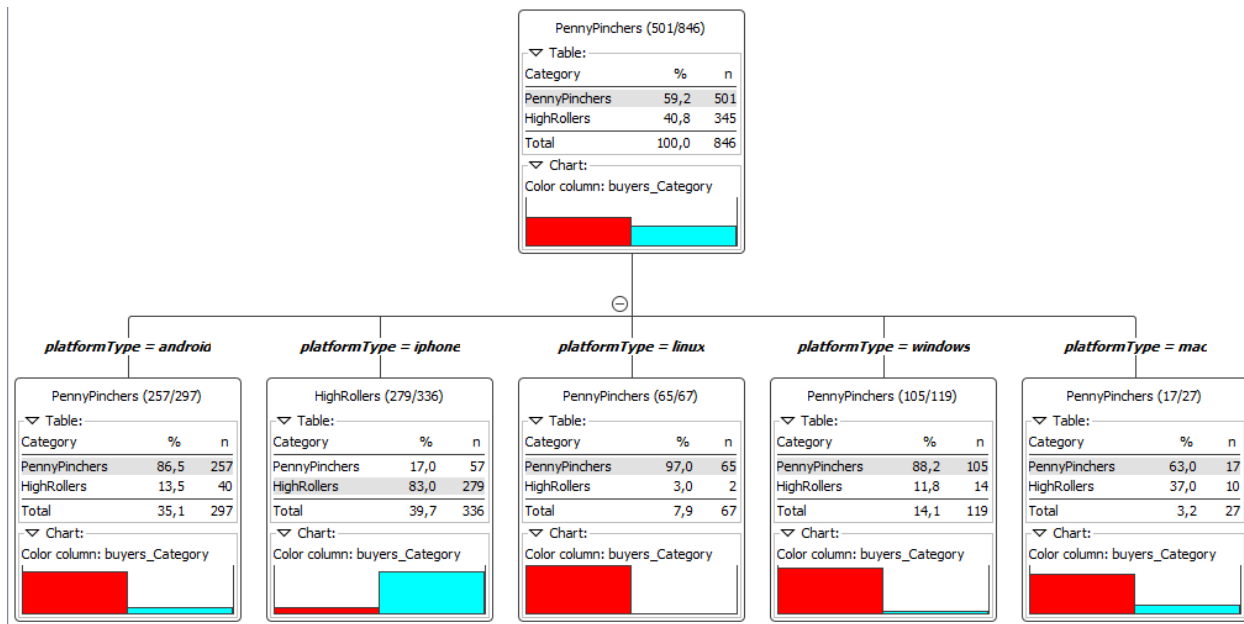 PennyPinchers (501/846)
Table:
Category % n
PennyPinchers 59,2 501
HighRollers 40,8 345
Total 100,0 846
Chart:
Color column: buyers_Category
platformType = android
PennyPinchers (257/297)
Table:
Category % n
PennyPinchers 86,5 257
HighRollers 13,5 40
Total 35,1 297
Chart:
Color column: buyers_Category
platformType = iphone
HighRollers (279/336)
Table:
Category % n
PennyPinchers 17,0 57
HighRollers 83,0 279
Total 39,7 336
Chart:
Color column: buyers_Category
platformType = linux
PennyPinchers (65/67)
Table:
Category % n
PennyPinchers 97,0 65
HighRollers 3,0 2
Total 7,9 67
Chart:
Color column: buyers_Category
platformType = windows
PennyPinchers (105/119)
Table:
Category % n
PennyPinchers 88,2 105
HighRollers 11,8 14
Total 14,1 119
Chart:
Color column: buyers_Category
platformType = mac
PennyPinchers (17/27)
Table:
Category % n
PennyPinchers 63,0 17
HighRollers 37,0 10
Total 3,2 27
Chart:
Color column: buyers_Category